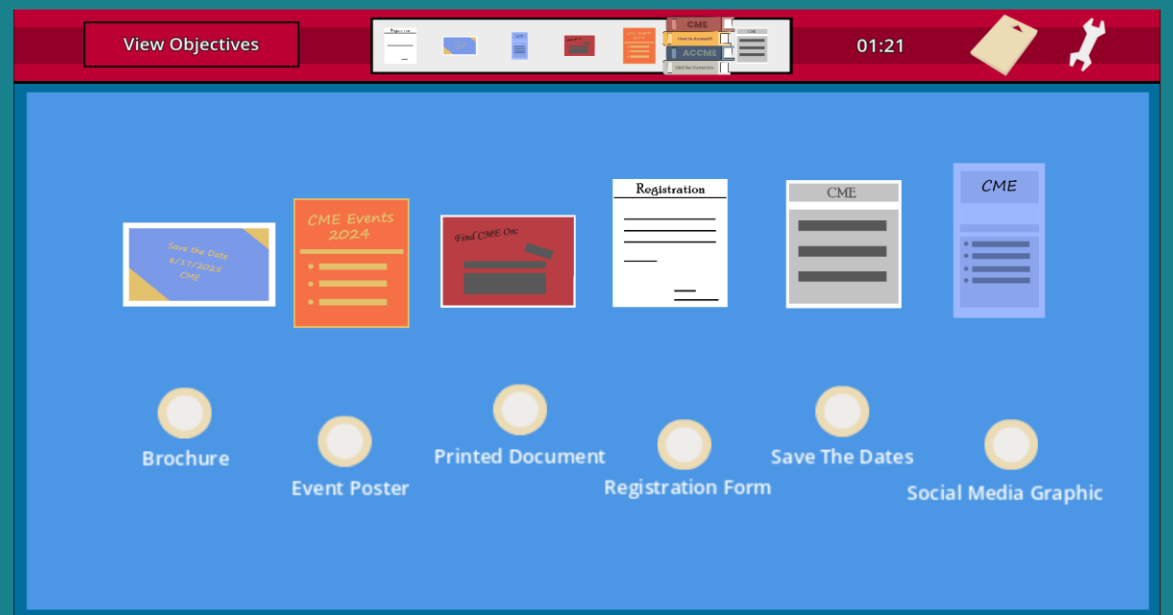 View Objectives
CME
ACCME
01:21
Save the Date
8/17/2025
CME
CME Events
2024
Find CME On:
Registration
CME
CME
Brochure
Event Poster
Printed Document
Registration Form
Save The Dates
Social Media Graphic